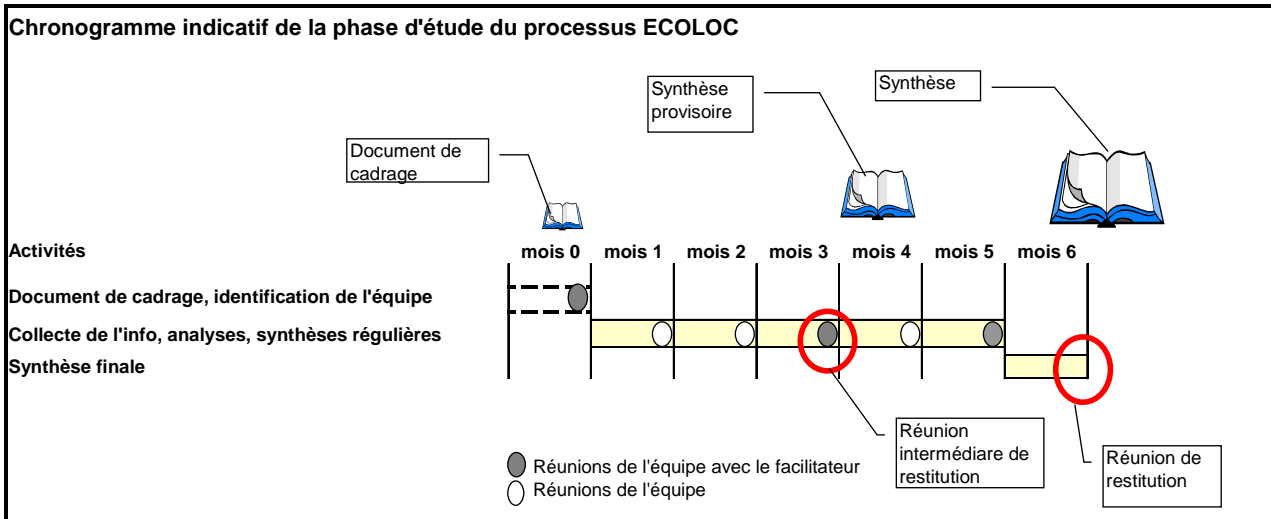 Chronogramme indicatif de la phase d'étude du processus ECOLOC
Synthèse
provisoire
Synthèse
Document de
cadrage
Activités
mois 0 mois 1 mois 2 mois 3 mois 4 mois 5 mois 6
Document de cadrage, identification de l'équipe
Collecte de l'info, analyses, synthèses régulières
Synthèse finale
Réunions de l'équipe avec le facilitateur
Réunions de l'équipe
Réunion
intermédiare de
restitution
Réunion de
restitution